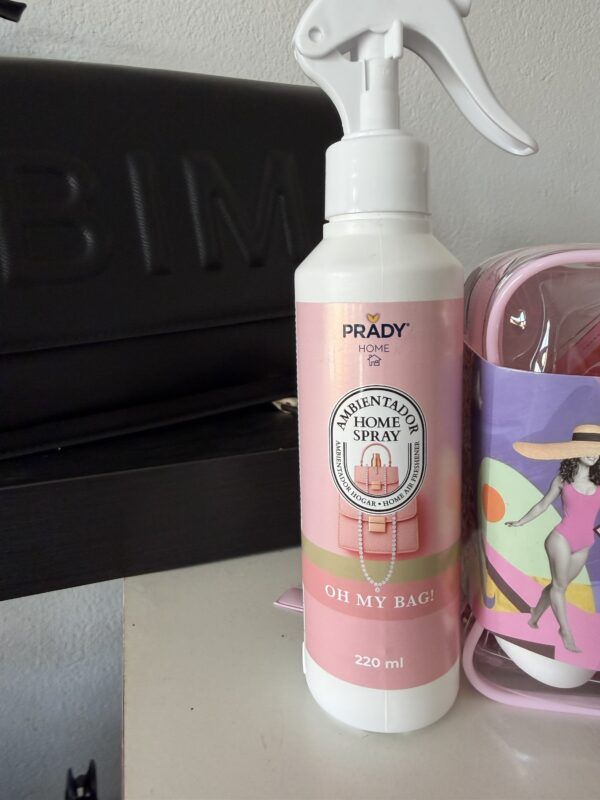 BIM
PRADY®
HOME
AMBIENTADOR
HOME
SPRAY
AMBIENTADOR HOGAR • HOME AIR FRESHENER
OH MY BAG!
220 ml